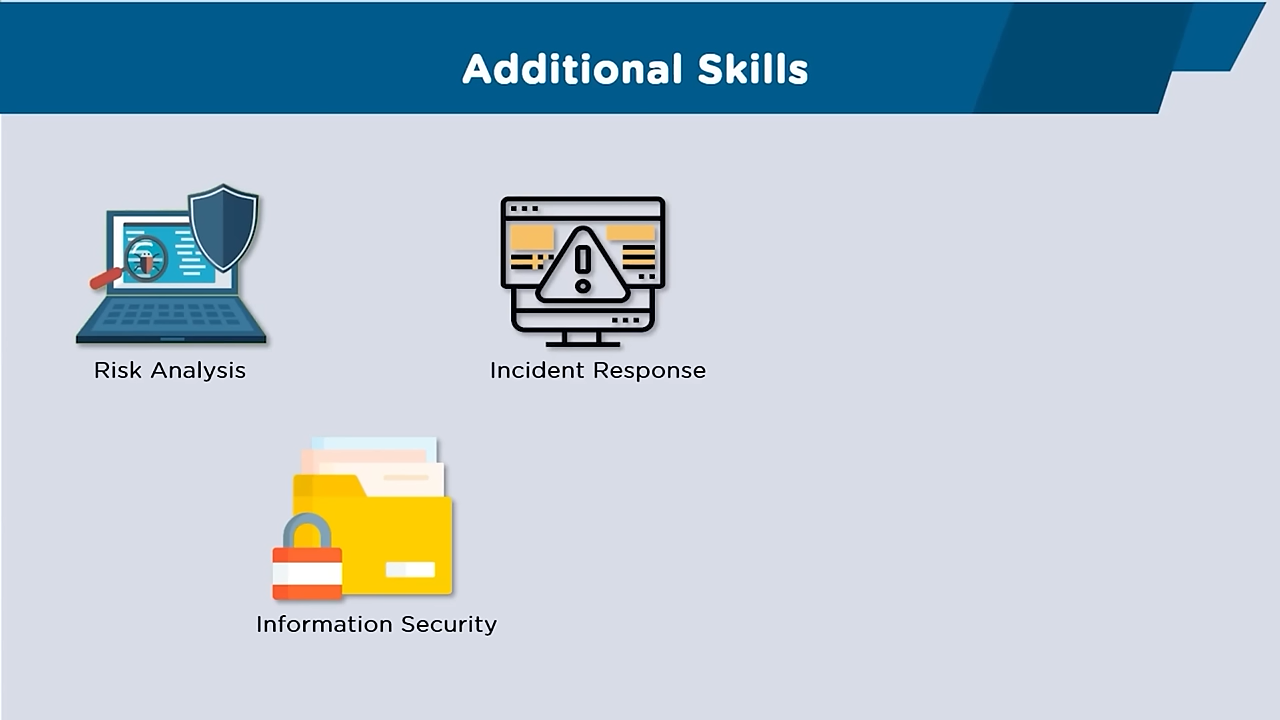 Additional Skills
Risk Analysis
Incident Response
Information Security